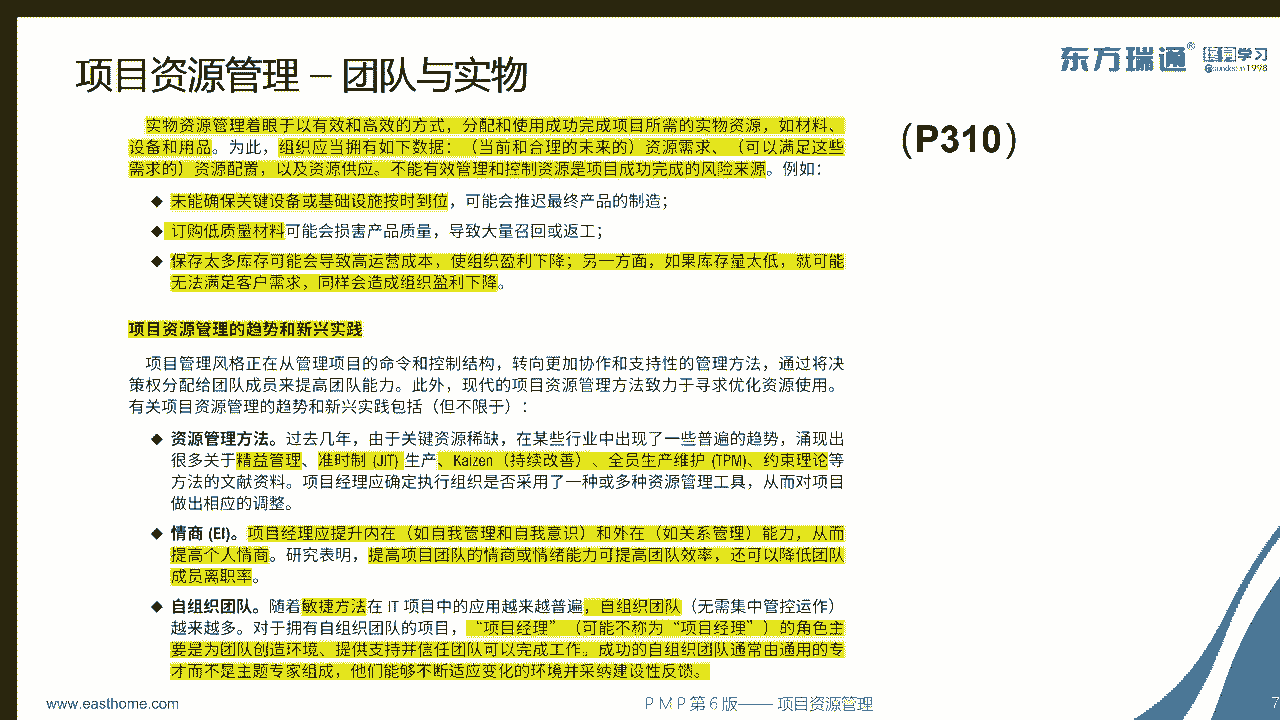 项目资源管理 – 团队与实物
东方瑞通®
学习
1998
(P310)
实物资源管理着眼于以有效和高效的方式，分配和使用成功完成项目所需的实物资源，如材料、
设备和用品。为此，组织应当拥有如下数据：（当前和合理的未来的）资源需求、（可以满足这些
需求的）资源配置，以及资源供应。不能有效管理和控制资源是项目成功完成的风险来源。例如：
◆ 未能确保关键设备或基础设施按时到位，可能会推迟最终产品的制造；
◆ 订购低质量材料可能会损害产品质量，导致大量召回或返工；
◆ 保存太多库存可能会导致高运营成本，使组织盈利下降；另一方面，如果库存量太低，就可能
无法满足客户需求，同样会造成组织盈利下降。
项目资源管理的趋势和新兴实践
项目管理风格正在从管理项目的命令和控制结构，转向更加协作和支持性的管理方法，通过将决
策权分配给团队成员来提高团队能力。此外，现代的项目资源管理方法致力于寻求优化资源使用。
有关项目资源管理的趋势和新兴实践包括（但不限于）：
◆ 资源管理方法。过去几年，由于关键资源稀缺，在某些行业中出现了一些普遍的趋势，涌现出
很多关于精益管理、准时制 (JIT) 生产、Kaizen（持续改善）、全员生产维护 (TPM)、约束理论等
方法的文献资料。项目经理应确定执行组织是否采用了一种或多种资源管理工具，从而对项目
做出相应的调整。
◆ 情商 (EI)。项目经理应提升内在（如自我管理和自我意识）和外在（如关系管理）能力，从而
提高个人情商。研究表明，提高项目团队的情商或情绪能力可提高团队效率，还可以降低团队
成员离职率。
◆ 自组织团队。随着敏捷方法在 IT 项目中的应用越来越普遍，自组织团队（无需集中管控运作）
越来越多。对于拥有自组织团队的项目，“项目经理”（可能不称为“项目经理”）的角色主
要是为团队创造环境、提供支持并信任团队可以完成工作。成功的自组织团队通常由通用的专
才而不是主题专家组成，他们能够不断适应变化的环境并采纳建设性反馈。
www.easthome.com
PMP第6版—— 项目资源管理
7